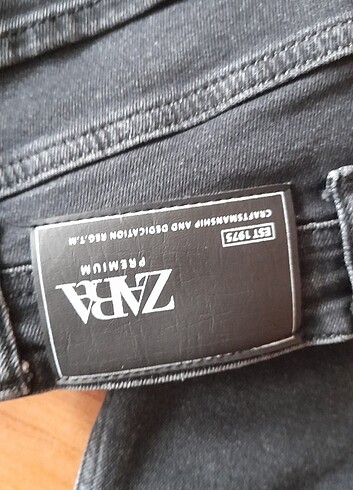 ZARA
PREMIUM
EST 1975
CRAFTSMANSHIP AND DEDICATION REG.T.M